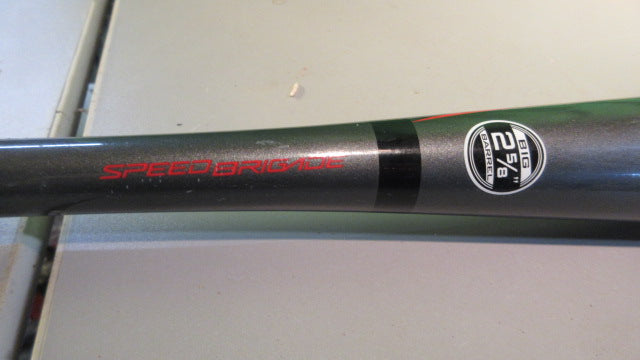 SPEED BRIGADE
BIG
2 5/8"
BARREL